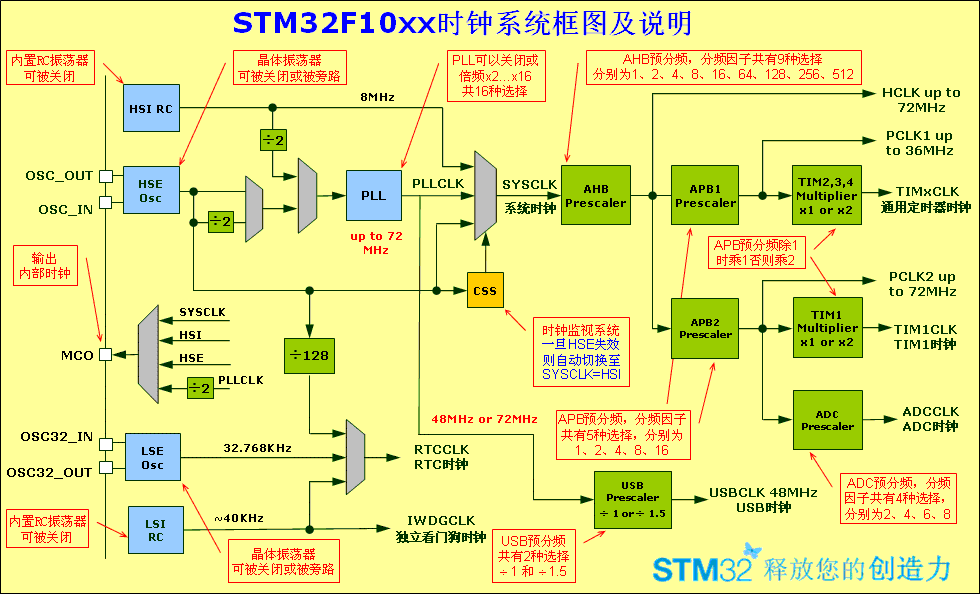 STM32F10xx时钟系统框图及说明
内置RC振荡器
可被关闭
晶体振荡器
可被关闭或被旁路
PLL可以关闭或
倍频x2...x16
共16种选择
AHB预分频，分频因子共有9种选择
分别为1、2、4、8、16、64、128、256、512
HSI RC
8MHz
÷2
HCLK up to
72MHz
PCLK1 up
to 36MHz
OSC_OUT
OSC_IN
HSE
Osc
÷2
PLL
PLLCLK
up to 72
MHz
SYSCLK
系统时钟
AHB
Prescaler
APB1
Prescaler
TIM2,3,4
Multiplier
x1 or x2
TIMxCLK
通用定时器时钟
APB预分频除1
时乘1否则乘2
输出
内部时钟
CSS
PCLK2 up
to 72MHz
SYSCLK
HSI
HSE
PLLCLK
÷2
MCO
÷128
时钟监视系统
一旦HSE失效
则自动切换至
SYSCLK=HSI
APB2
Prescaler
TIM1
Multiplier
x1 or x2
TIM1CLK
TIM1时钟
48MHz or 72MHz
APB预分频，分频因子
共有5种选择，分别为
1、2、4、8、16
ADC
Prescaler
ADCCLK
ADC时钟
OSC32_IN
OSC32_OUT
LSE
Osc
32.768KHz
RTCCLK
RTC时钟
USB
Prescaler
÷ 1 or ÷ 1.5
USBCLK 48MHz
USB时钟
ADC预分频，分频
因子共有4种选择，
分别为2、4、6、8
内置RC振荡器
可被关闭
LSI
RC
~40KHz
IWDGCLK
独立看门狗时钟
晶体振荡器
可被关闭或被旁路
USB预分频
共有2种选择
÷1 和 ÷1.5
STM32 释放您的创造力